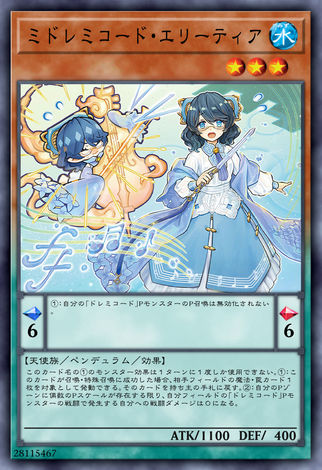 ミドレミコード・エリーティア
水
①:自分の「ドレミコード」Pモンスターの P召喚は無効化されない。
6
6
【天使族／ペンデュラム／効果】
このカード名の①のモンスター効果は1ターンに1度しか使用できない。①:こ
のカードが召喚・特殊召喚に成功した場合、相手フィールドの魔法・罠カード1
枚を対象として発動できる。そのカードを持ち主の手札に戻す。②:自分のPゾ
ーンに偶数のPスケールが存在する限り、自分フィールドの「ドレミコード」Pモ
ンスターの戦闘で発生する自分への戦闘ダメージは0になる。
ATK/1100 DEF/ 400
28115467